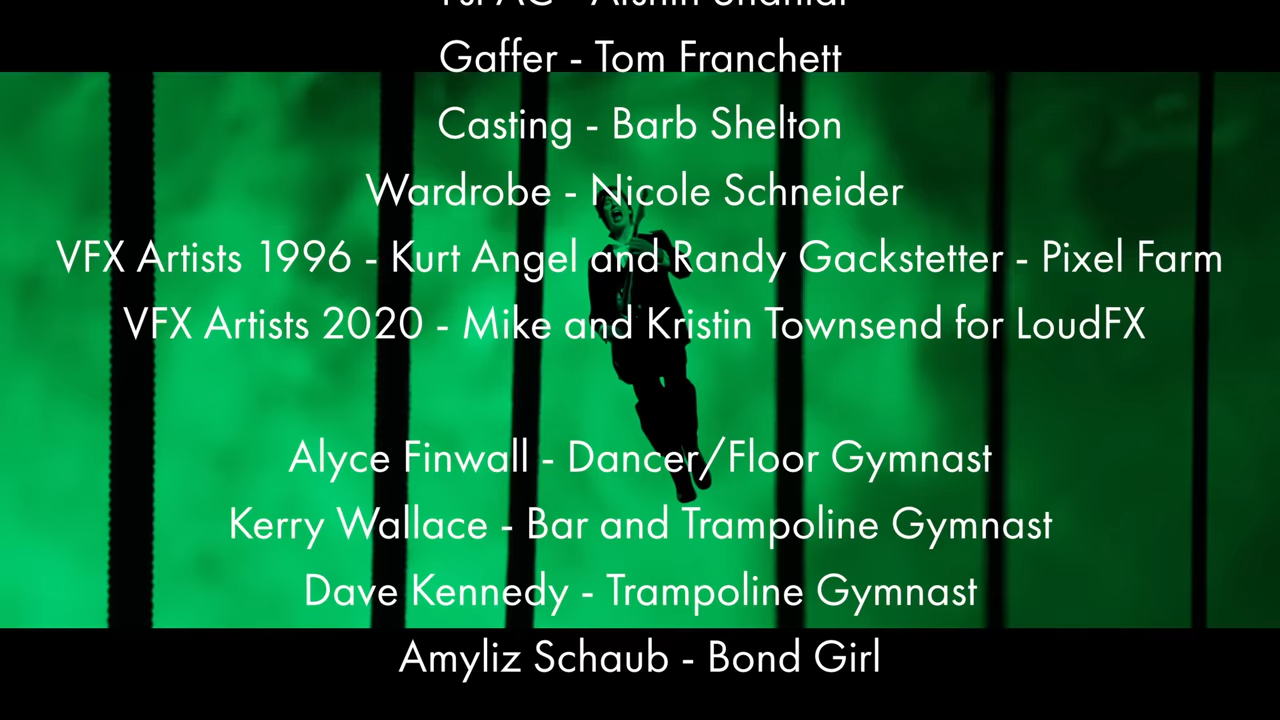 Gaffer - Tom Franchett
Casting - Barb Shelton
Wardrobe - Nicole Schneider
VFX Artists 1996 - Kurt Angel and Randy Gackstetter - Pixel Farm
VFX Artists 2020 - Mike and Kristin Townsend for LoudFX
Alyce Finwall - Dancer/Floor Gymnast
Kerry Wallace - Bar and Trampoline Gymnast
Dave Kennedy - Trampoline Gymnast
Amyliz Schaub - Bond Girl